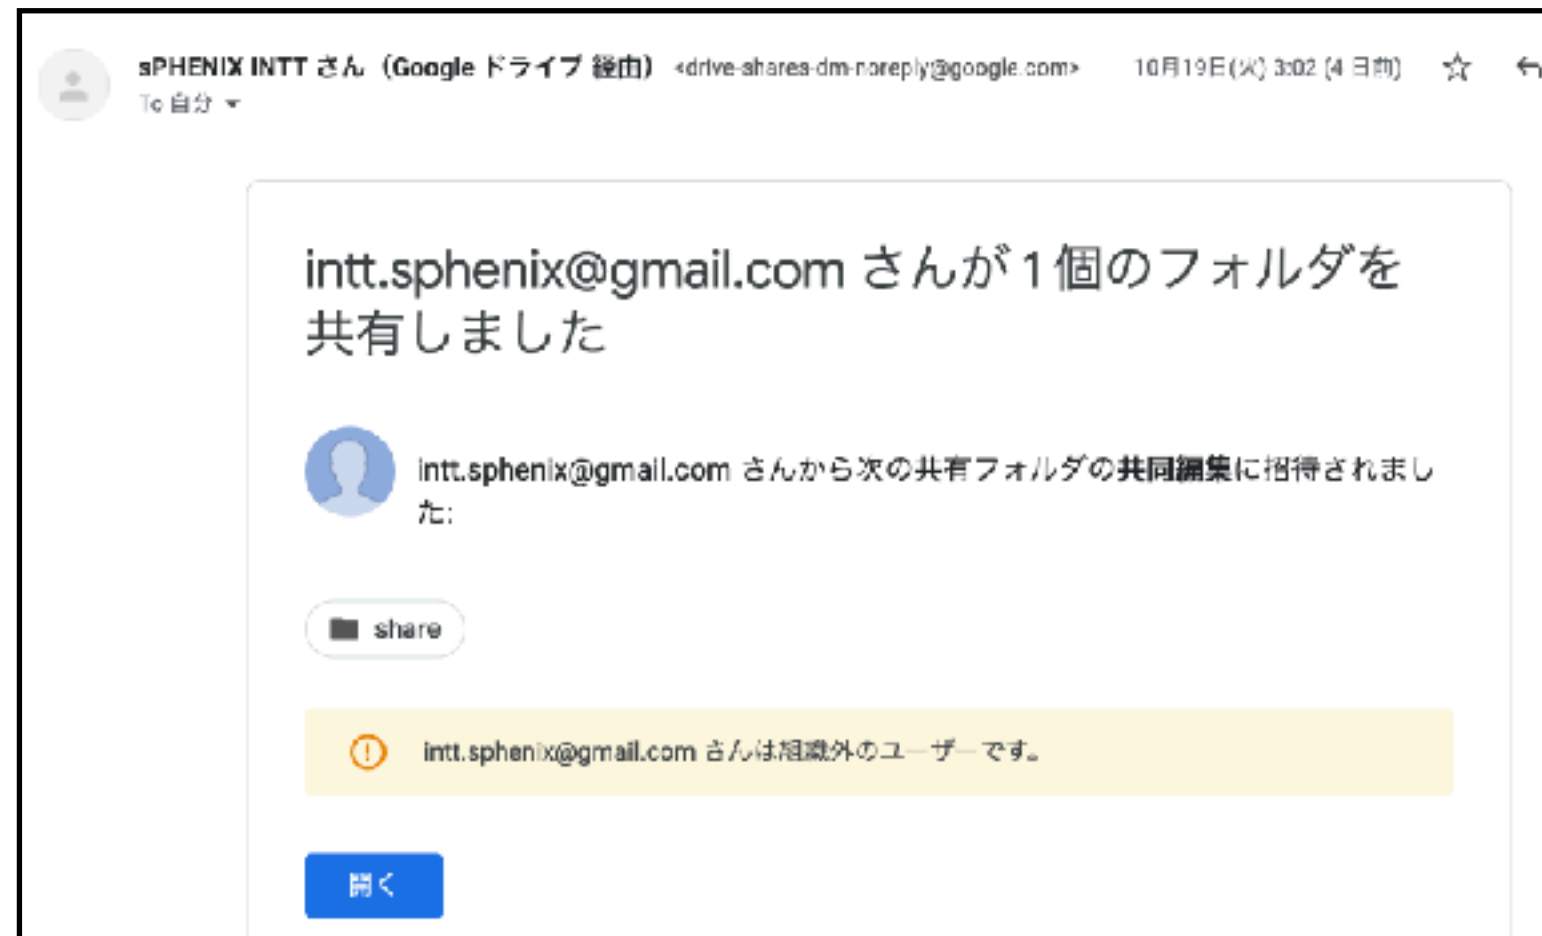 sPHENIX INTT さん（Google ドライブ 経由） <drive-shares-dm-noreply@google.com> 10月19日(火) 3:02 (4 日前)
To 自分
intt.sphenix@gmail.com さんが 1 個のフォルダを
共有しました
intt.sphenix@gmail.com さんから次の共有フォルダの共同編集に招待されまし
た:
share
intt.sphenix@gmail.com さんは組織外のユーザーです。
開く